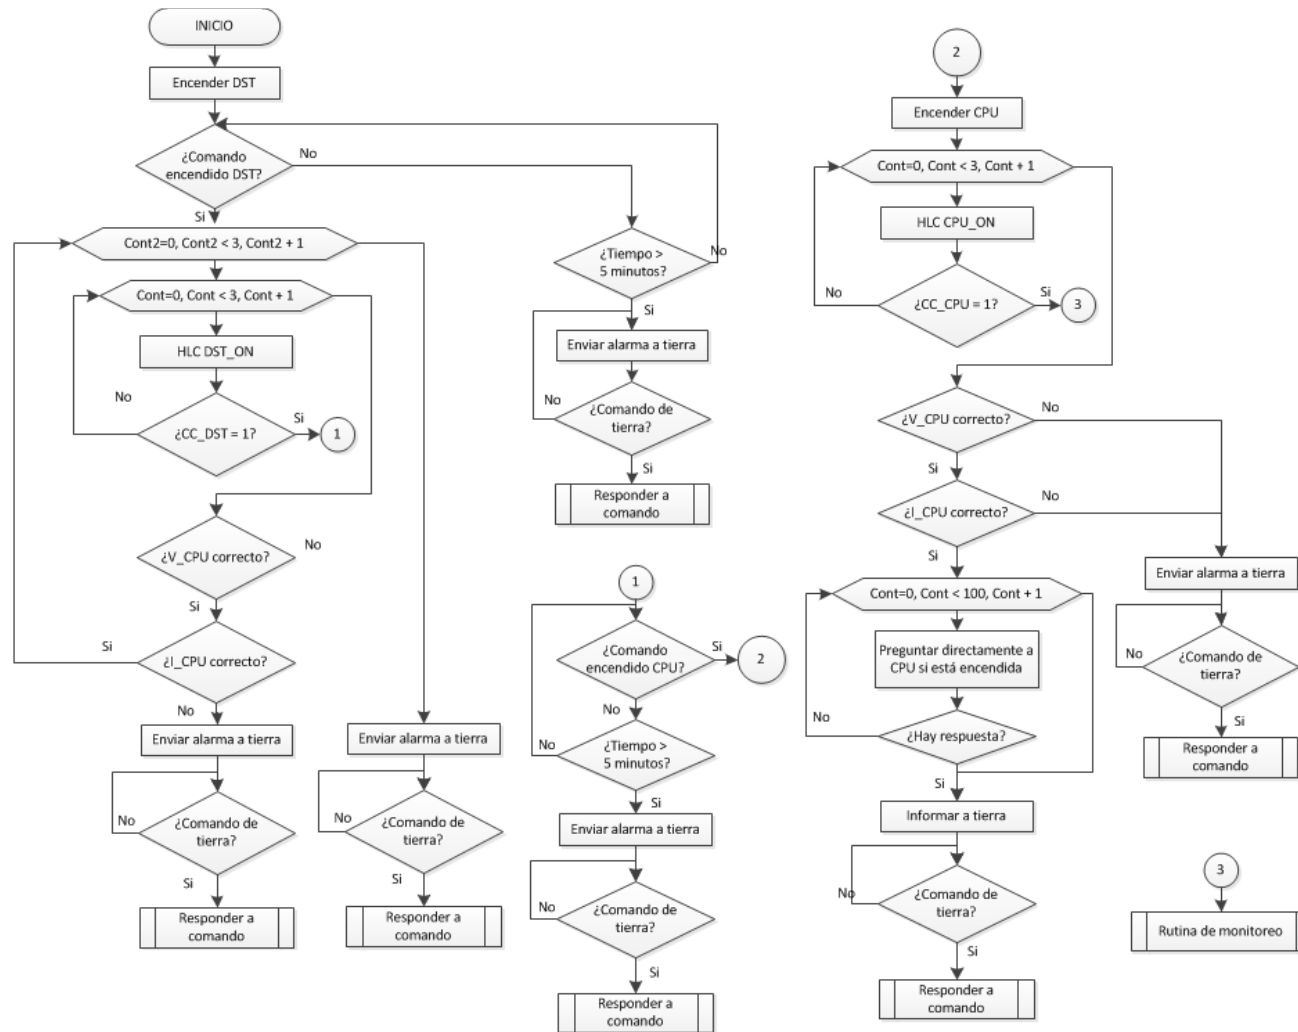 INICIO
Encender DST
¿Comando
encendido DST?
No
Si
Cont2=0, Cont2 < 3, Cont2 + 1
Cont=0, Cont < 3, Cont + 1
HLC DST_ON
No
¿CC_DST = 1?
Si
1
¿V_CPU correcto?
No
Si
Si
¿I_CPU correcto?
No
Enviar alarma a tierra
No
¿Comando de
tierra?
Si
Responder a
comando
Enviar alarma a tierra
No
¿Comando de
tierra?
Si
Responder a
comando
¿Tiempo >
5 minutos?
No
Si
Enviar alarma a tierra
No
¿Comando de
tierra?
Si
Responder a
comando
1
¿Comando
encendido CPU?
Si
2
No
¿Tiempo >
5 minutos?
No
Si
Enviar alarma a tierra
No
¿Comando de
tierra?
Si
Responder a
comando
2
Encender CPU
Cont=0, Cont < 3, Cont + 1
HLC CPU_ON
No
¿CC_CPU = 1?
Si
3
¿V_CPU correcto?
No
Si
¿I_CPU correcto?
No
Si
Cont=0, Cont < 100, Cont + 1
Preguntar directamente a
CPU si está encendida
No
¿Hay respuesta?
Si
Informar a tierra
No
¿Comando de
tierra?
Si
Responder a
comando
Enviar alarma a tierra
No
¿Comando de
tierra?
Si
Responder a
comando
3
Rutina de monitoreo